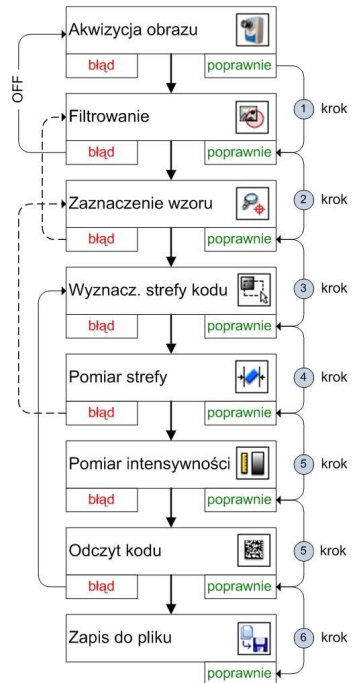 Akwizycja obrazu
błąd poprawnie
OFF
1 krok
Filtrowanie
błąd poprawnie
2 krok
Zaznaczenie wzoru
błąd poprawnie
3 krok
Wyznacz. strefy kodu
błąd poprawnie
4 krok
Pomiar strefy
błąd poprawnie
5 krok
Pomiar intensywności
błąd poprawnie
5 krok
Odczyt kodu
błąd poprawnie
6 krok
Zapis do pliku
poprawnie